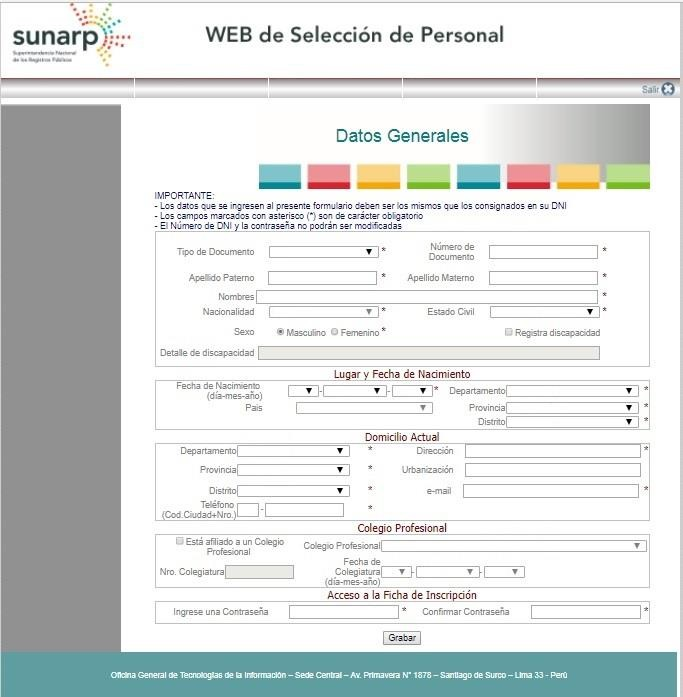 sunarp
Superintendencia Nacional
de los Registros Públicos
WEB de Selección de Personal
Salir
Datos Generales
IMPORTANTE:
- Los datos que se ingresen al presente formulario deben ser los mismos que los consignados en su DNI
- Los campos marcados con asterisco (*) son de carácter obligatorio
- El Número de DNI y la contraseña no podrán ser modificadas
Tipo de Documento * Número de Documento *
Apellido Paterno * Apellido Materno *
Nombres *
Nacionalidad * Estado Civil *
Sexo Masculino Femenino * Registra discapacidad
Detalle de discapacidad
Lugar y Fecha de Nacimiento
Fecha de Nacimiento (día-mes-año) - - * Departamento *
Pais Provincia *
Distrito *
Domicilio Actual
Departamento * Dirección *
Provincia * Urbanización
Distrito * e-mail *
Teléfono (Cod.Ciudad+Nro.) - *
Colegio Profesional
Está afiliado a un Colegio Profesional Colegio Profesional
Nro. Colegiatura Fecha de Colegiatura (día-mes-año) - -
Acceso a la Ficha de Inscripción
Ingrese una Contraseña * Confirmar Contraseña *
Grabar
Oficina General de Tecnologías de la Información – Sede Central – Av. Primavera N° 1878 – Santiago de Surco – Lima 33 - Perú